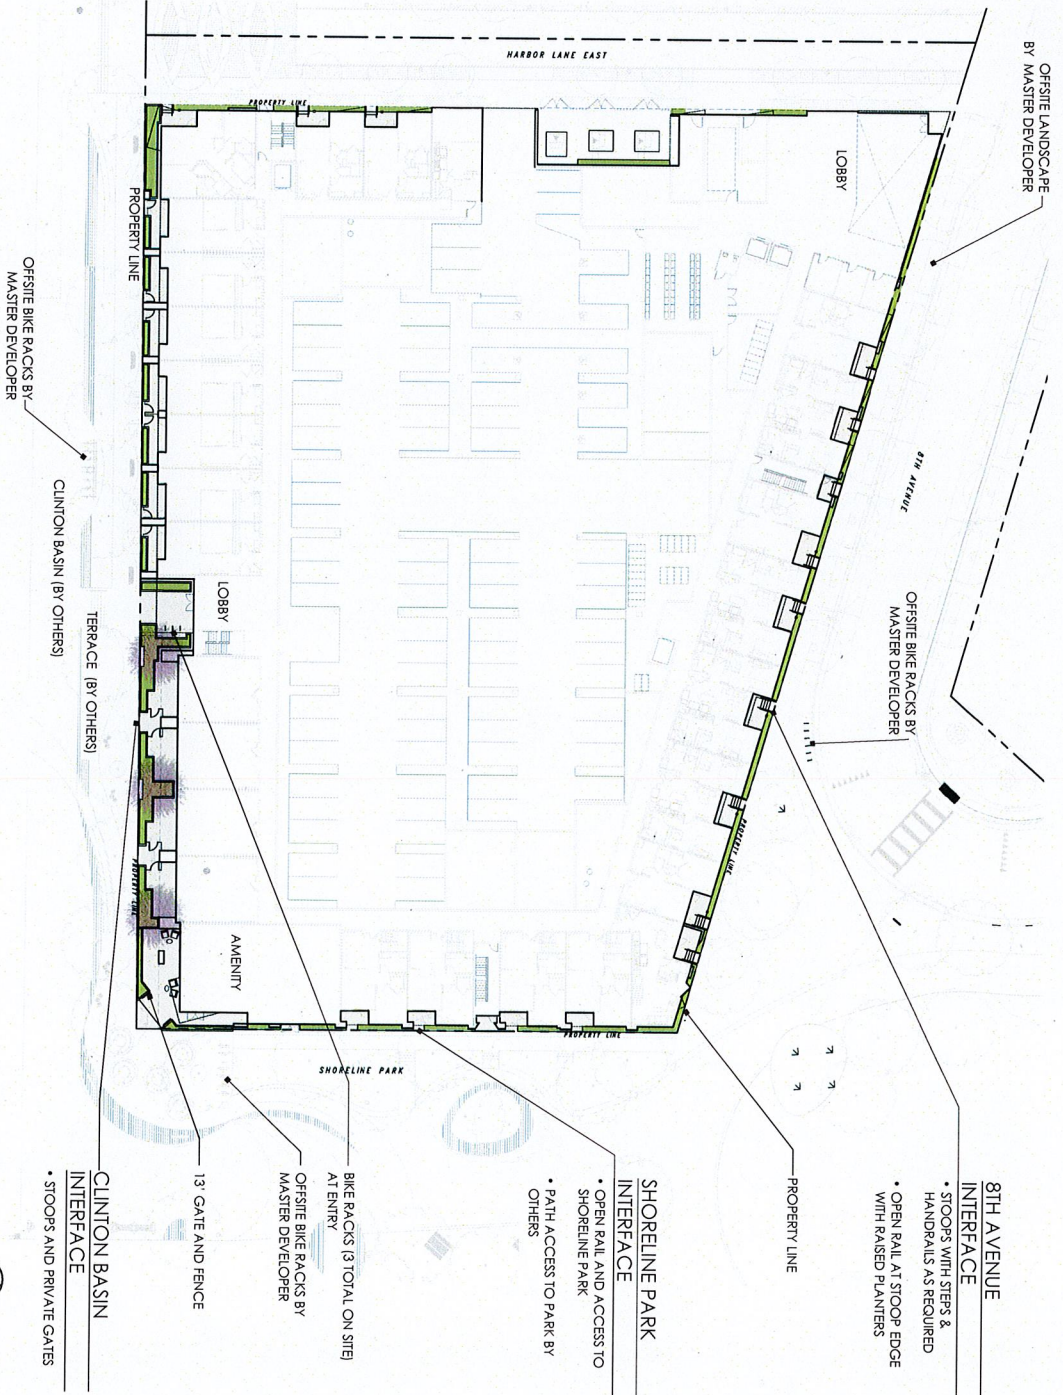 HARBOR LANE EAST
OFFSITE LANDSCAPE
BY MASTER DEVELOPER
PROPERTY LINE
LOBBY
PROPERTY LINE
OFFSITE BIKE RACKS BY
MASTER DEVELOPER
8TH AVENUE
CLINTON BASIN (BY OTHERS)
TERRACE (BY OTHERS)
LOBBY
OFFSITE BIKE RACKS BY
MASTER DEVELOPER
PROPERTY LINE
PROPERTY LINE
AMENITY
PROPERTY LINE
SHORELINE PARK
8TH AVENUE
INTERFACE
• STOOPS WITH STEPS &
HANDRAILS AS REQUIRED
• OPEN RAIL AT STOOP EDGE
WITH RAISED PLANTERS
PROPERTY LINE
SHORELINE PARK
INTERFACE
• OPEN RAIL AND ACCESS TO
SHORELINE PARK
• PATH ACCESS TO PARK BY
OTHERS
BIKE RACKS (3 TOTAL ON SITE)
AT ENTRY
OFFSITE BIKE RACKS BY
MASTER DEVELOPER
13' GATE AND FENCE
CLINTON BASIN
INTERFACE
• STOOPS AND PRIVATE GATES